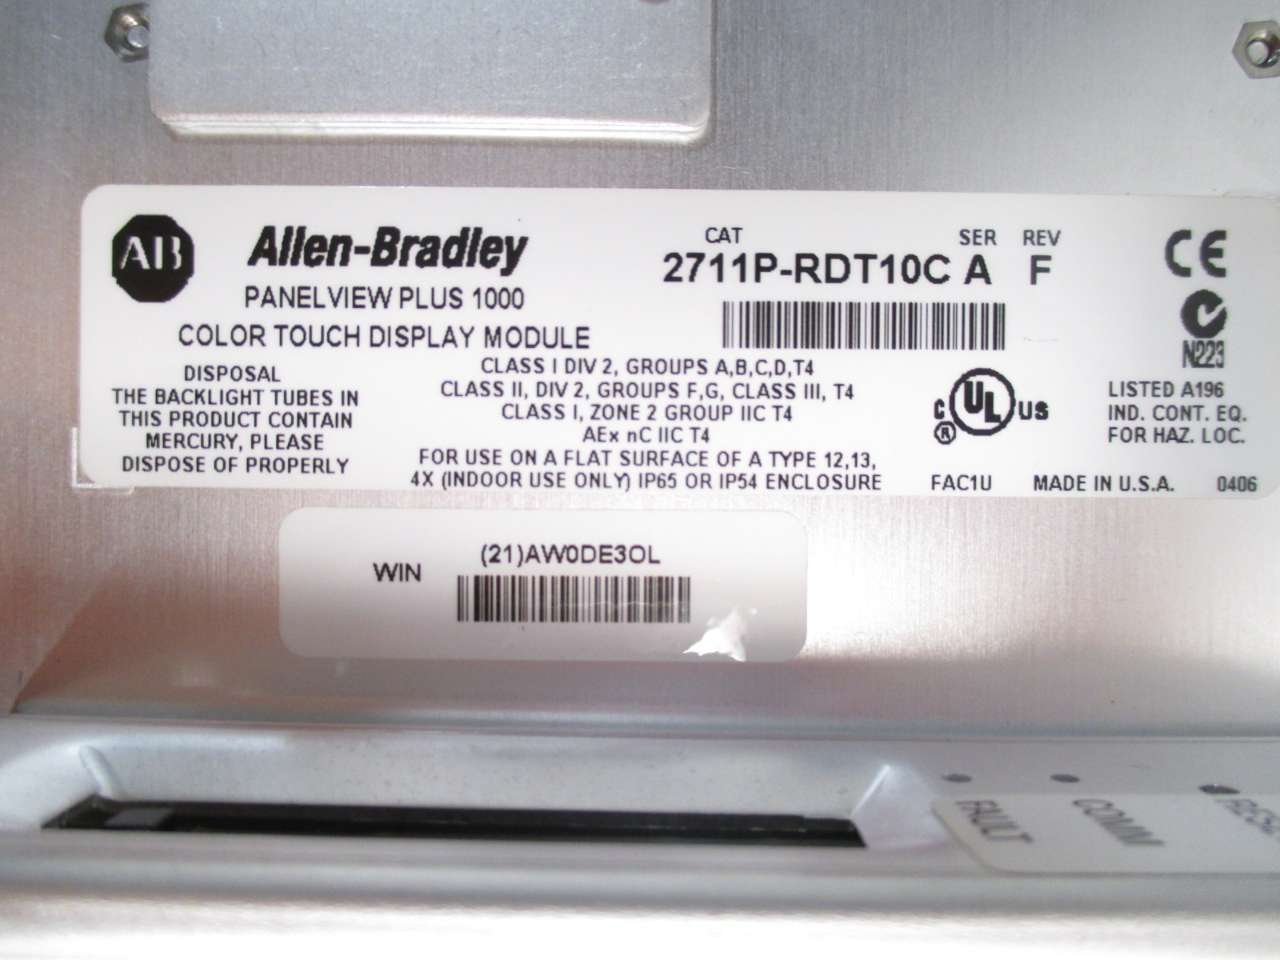 AB Allen-Bradley
PANELVIEW PLUS 1000
COLOR TOUCH DISPLAY MODULE
CAT SER REV
2711P-RDT10C A F
CE
N223
DISPOSAL
THE BACKLIGHT TUBES IN
THIS PRODUCT CONTAIN
MERCURY, PLEASE
DISPOSE OF PROPERLY
CLASS I DIV 2, GROUPS A,B,C,D,T4
CLASS II, DIV 2, GROUPS F,G, CLASS III, T4
CLASS I, ZONE 2 GROUP IIC T4
AEx nC IIC T4
FOR USE ON A FLAT SURFACE OF A TYPE 12,13,
4X (INDOOR USE ONLY) IP65 OR IP54 ENCLOSURE
C UL US
®
LISTED A196
IND. CONT. EQ.
FOR HAZ. LOC.
FAC1U MADE IN U.S.A. 0406
WIN (21)AW0DE3OL
FAULT
COMM